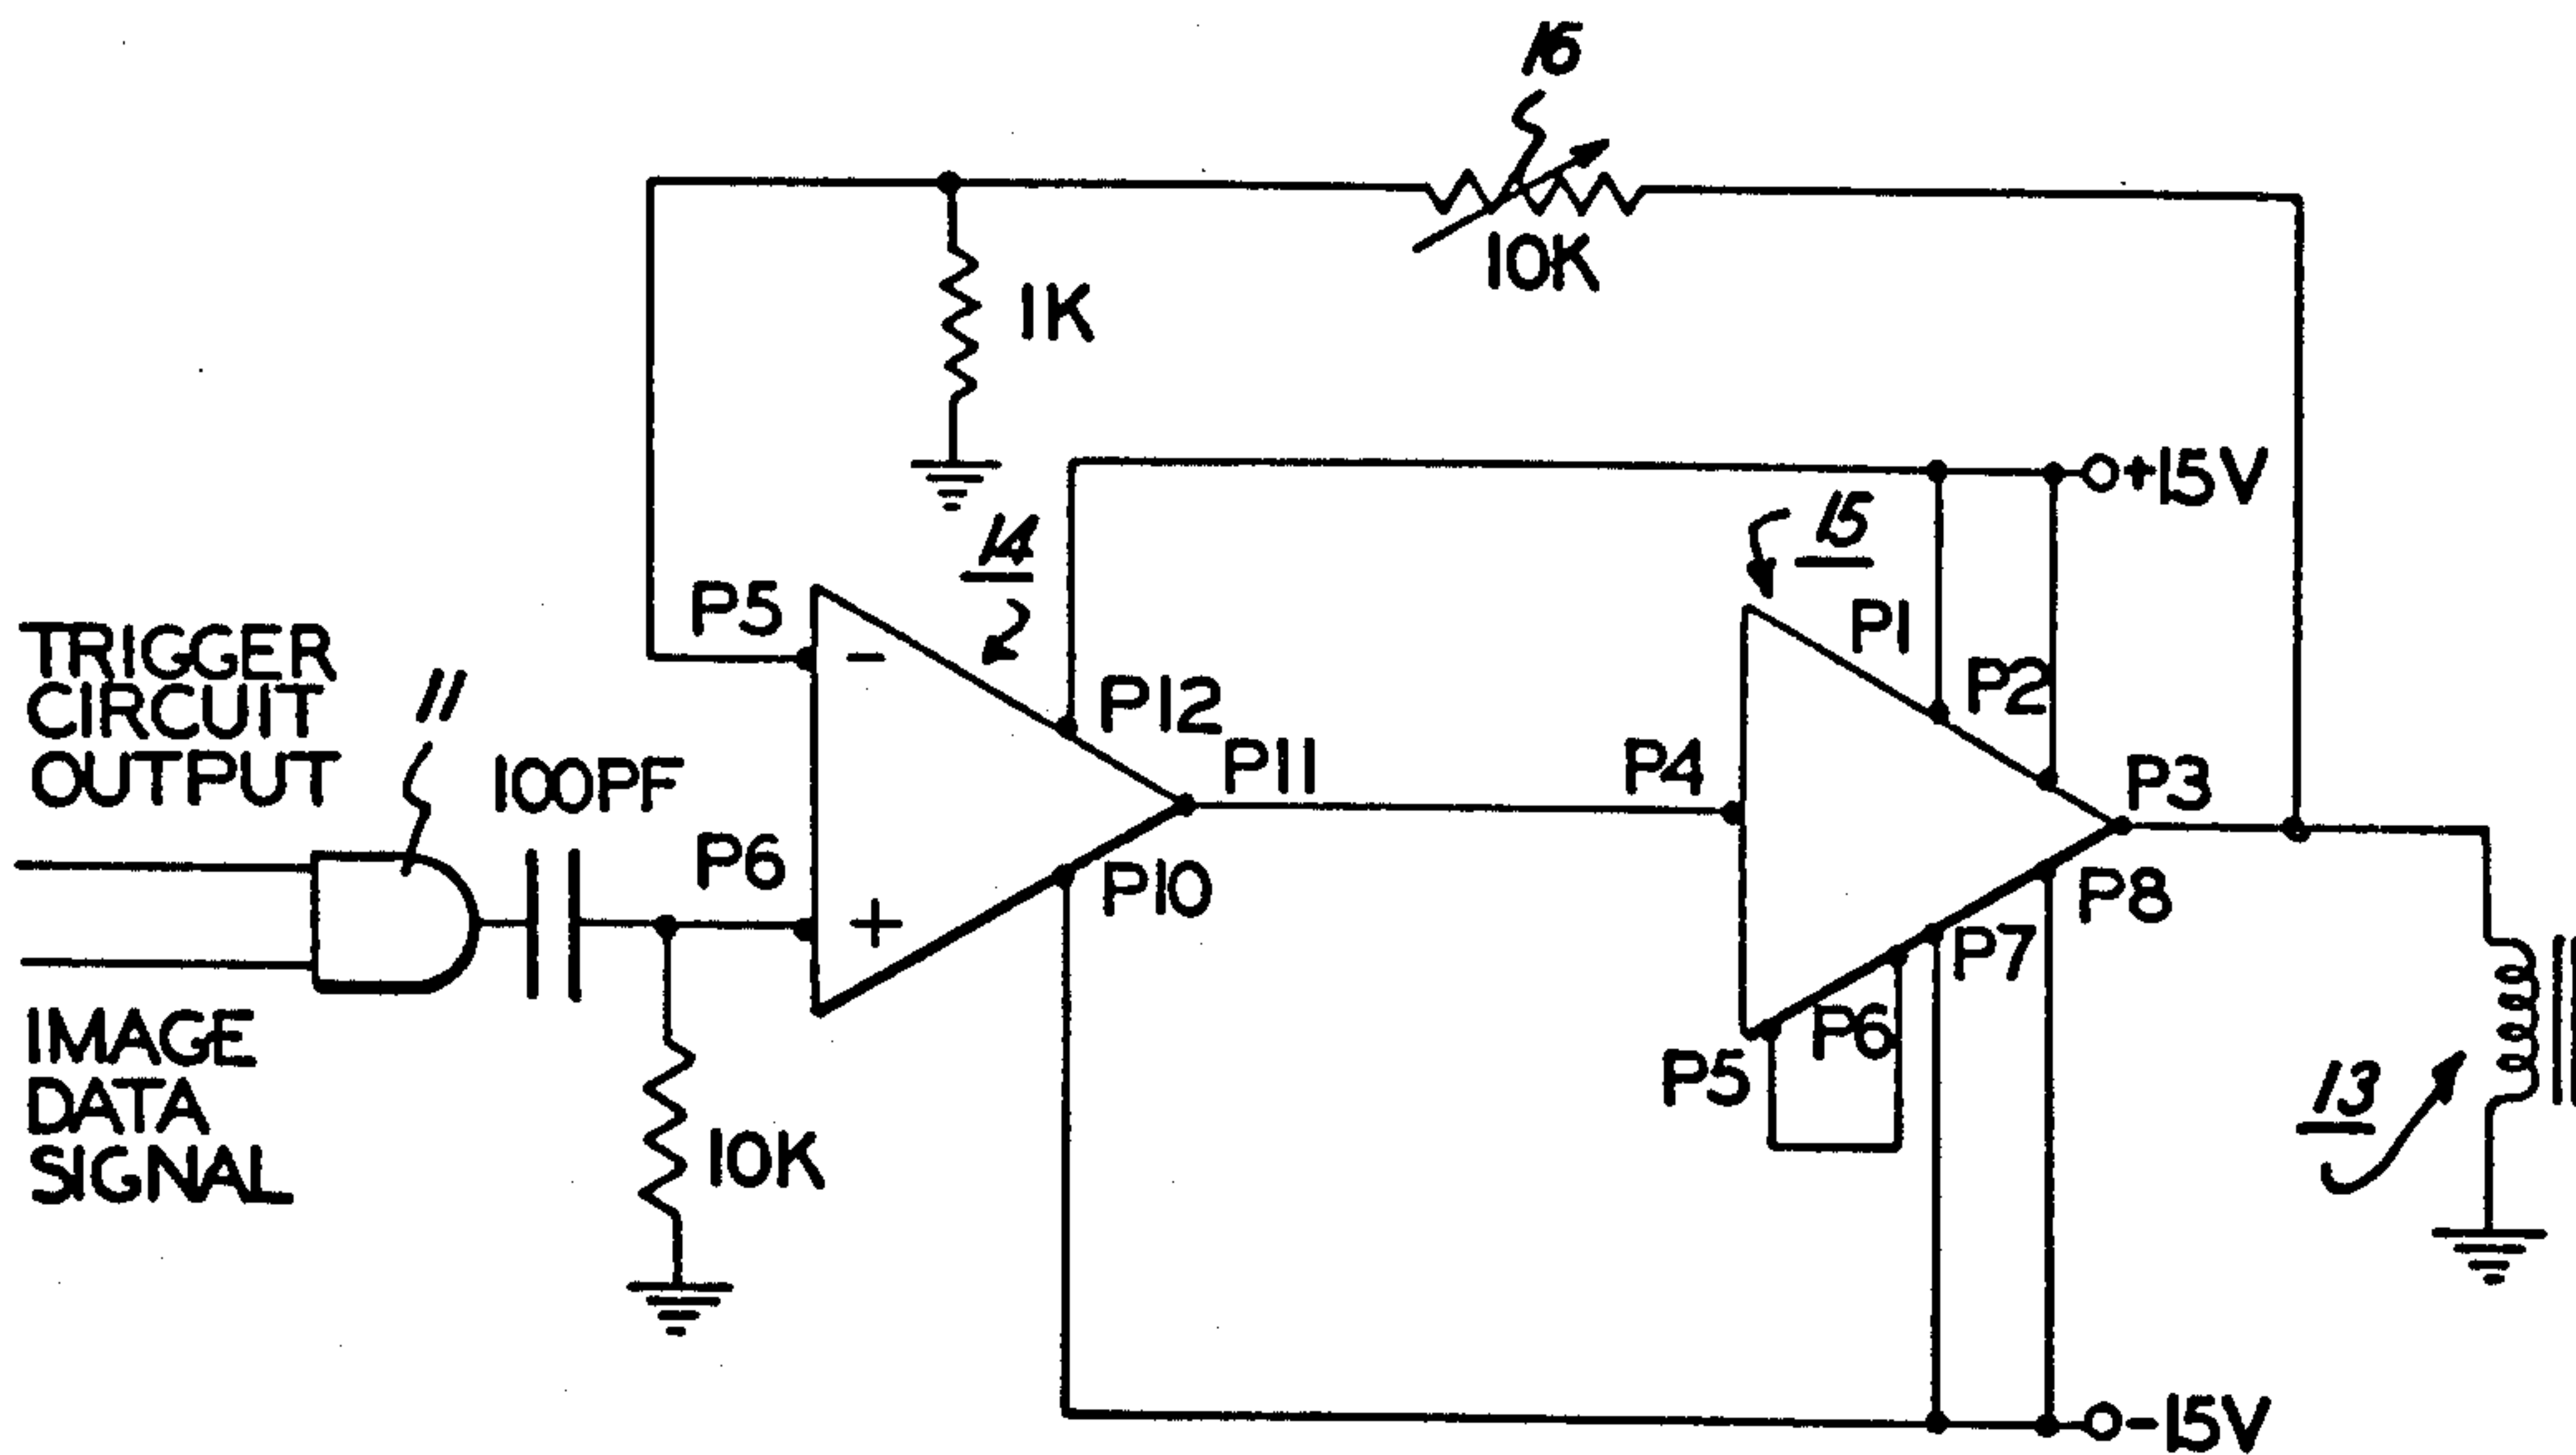 16
10K
1K
+15V
14
15
P5
P1
TRIGGER
CIRCUIT
OUTPUT
11
P12
P2
100PF
P11
P4
P3
P6
-
+
P10
P8
P7
IMAGE
DATA
SIGNAL
P6
P5
10K
13
-15V